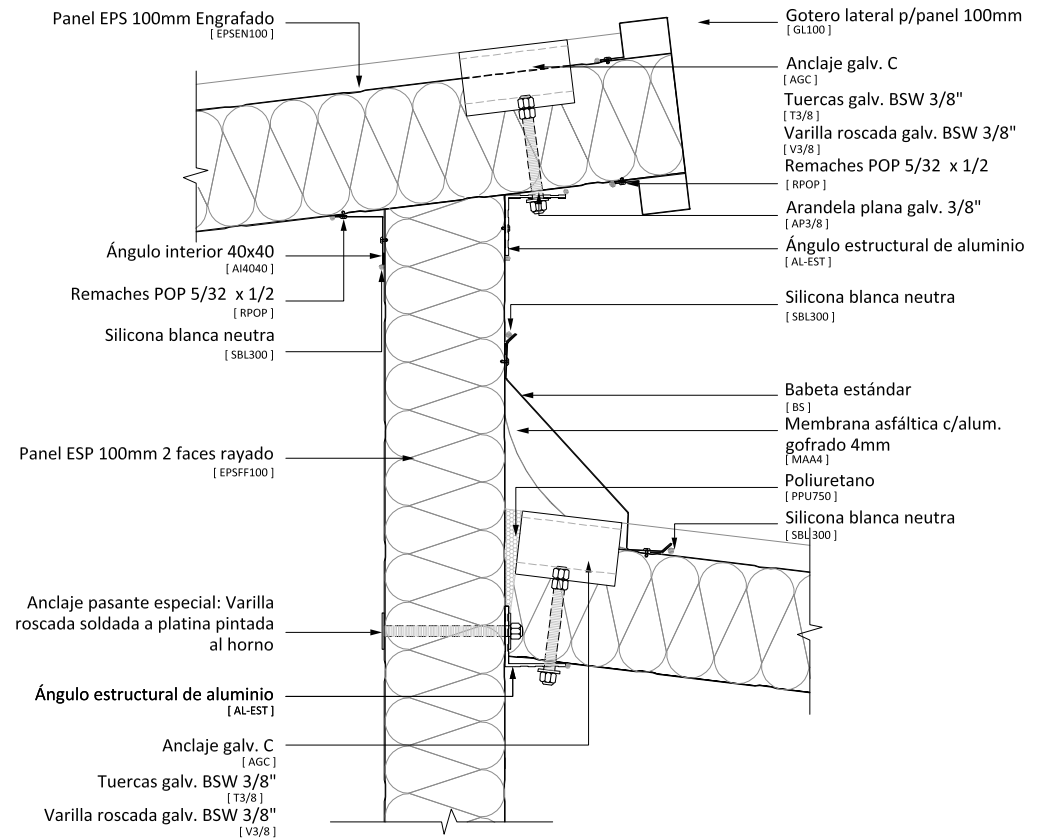 Panel EPS 100mm Engrafado
[ EPSEN100 ]
Ángulo interior 40x40
[ AI4040 ]
Remaches POP 5/32 x 1/2
[ RPOP ]
Silicona blanca neutra
[ SBL300 ]
Panel ESP 100mm 2 faces rayado
[ EPSFF100 ]
Anclaje pasante especial: Varilla
roscada soldada a platina pintada
al horno
Ángulo estructural de aluminio
[ AL-EST ]
Anclaje galv. C
[ AGC ]
Tuercas galv. BSW 3/8"
[ T3/8 ]
Varilla roscada galv. BSW 3/8"
[ V3/8 ]
Gotero lateral p/panel 100mm
[ GL100 ]
Anclaje galv. C
[ AGC ]
Tuercas galv. BSW 3/8"
[ T3/8 ]
Varilla roscada galv. BSW 3/8"
[ V3/8 ]
Remaches POP 5/32 x 1/2
[ RPOP ]
Arandela plana galv. 3/8"
[ AP3/8 ]
Ángulo estructural de aluminio
[ AL-EST ]
Silicona blanca neutra
[ SBL300 ]
Babeta estándar
[ BS ]
Membrana asfáltica c/alum.
gofrado 4mm
[ MAA4 ]
Poliuretano
[ PPU750 ]
Silicona blanca neutra
[ SBL300 ]